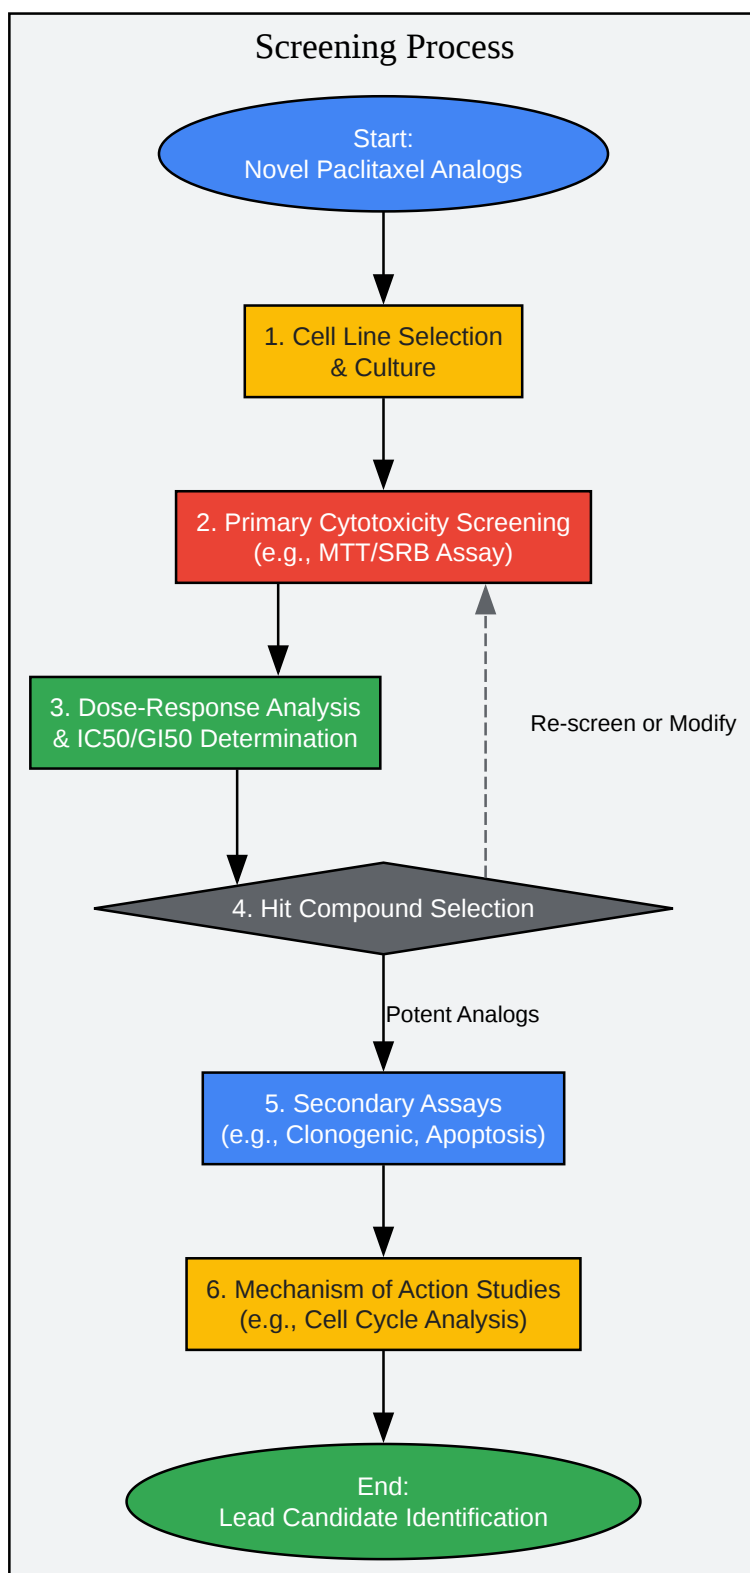 Screening Process
Start:
Novel Paclitaxel Analogs
1. Cell Line Selection
& Culture
2. Primary Cytotoxicity Screening
(e.g., MTT/SRB Assay)
3. Dose-Response Analysis
& IC50/GI50 Determination
Re-screen or Modify
4. Hit Compound Selection
Potent Analogs
5. Secondary Assays
(e.g., Clonogenic, Apoptosis)
6. Mechanism of Action Studies
(e.g., Cell Cycle Analysis)
End:
Lead Candidate Identification